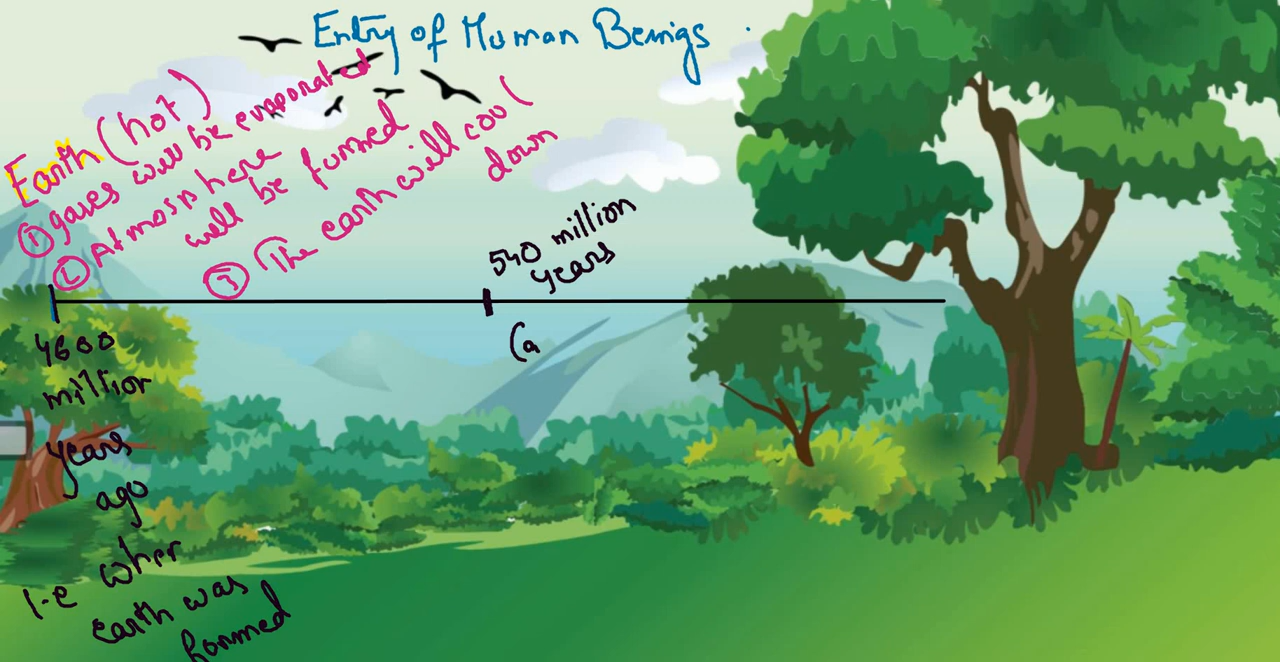 Entry of Human Beings
Earth (hot)
① gases will be evaporated
② Atmosphere
will be formed
③ The earth will cool
down
540 million
years
(a
4600
million
years
ago
i-e when
earth was
formed